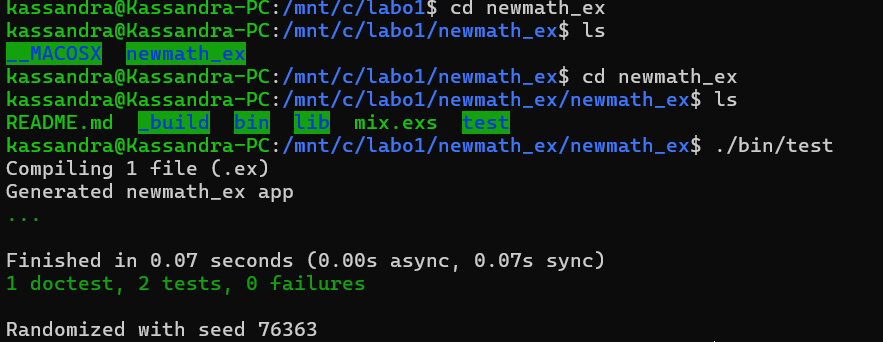 kassandra@Kassandra-PC:/mnt/c/labo1$ cd newmath_ex
kassandra@Kassandra-PC:/mnt/c/labo1/newmath_ex$ ls
__MACOSX  newmath_ex
kassandra@Kassandra-PC:/mnt/c/labo1/newmath_ex$ cd newmath_ex
kassandra@Kassandra-PC:/mnt/c/labo1/newmath_ex/newmath_ex$ ls
README.md  _build  bin  lib  mix.exs  test
kassandra@Kassandra-PC:/mnt/c/labo1/newmath_ex/newmath_ex$ ./bin/test
Compiling 1 file (.ex)
Generated newmath_ex app
...
Finished in 0.07 seconds (0.00s async, 0.07s sync)
1 doctest, 2 tests, 0 failures
Randomized with seed 76363